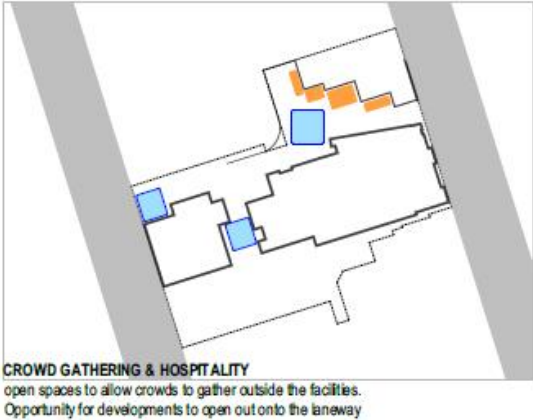 CROWD GATHERING & HOSPITALITY
open spaces to allow crowds to gather outside the facilities.
Opportunity for developments to open out onto the laneway